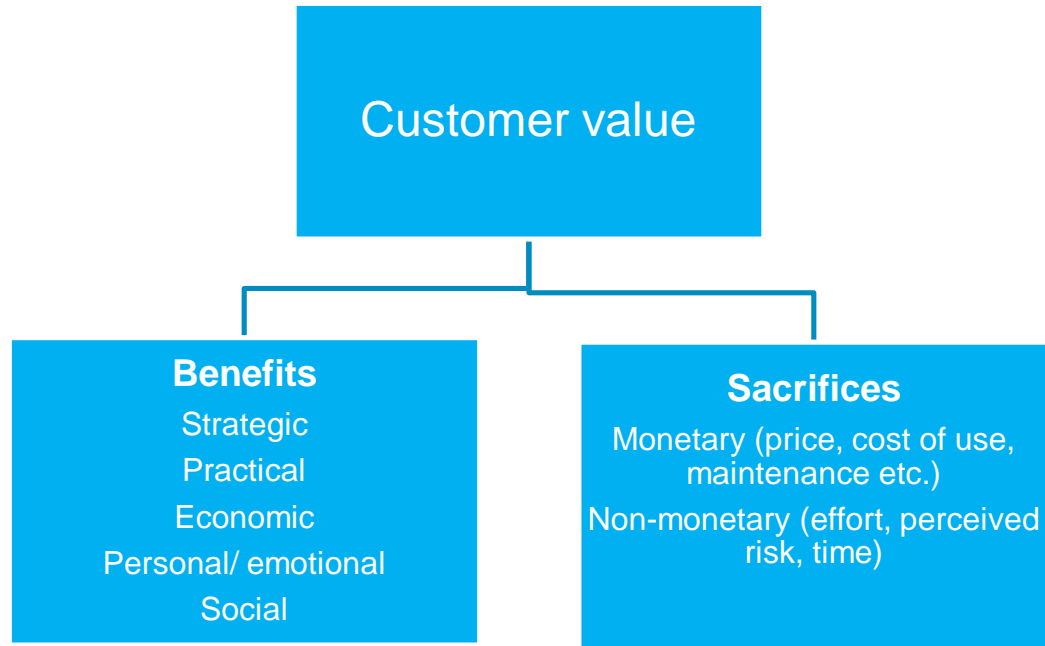 Customer value
Benefits
Strategic
Practical
Economic
Personal/ emotional
Social
Sacrifices
Monetary (price, cost of use,
maintenance etc.)
Non-monetary (effort, perceived
risk, time)